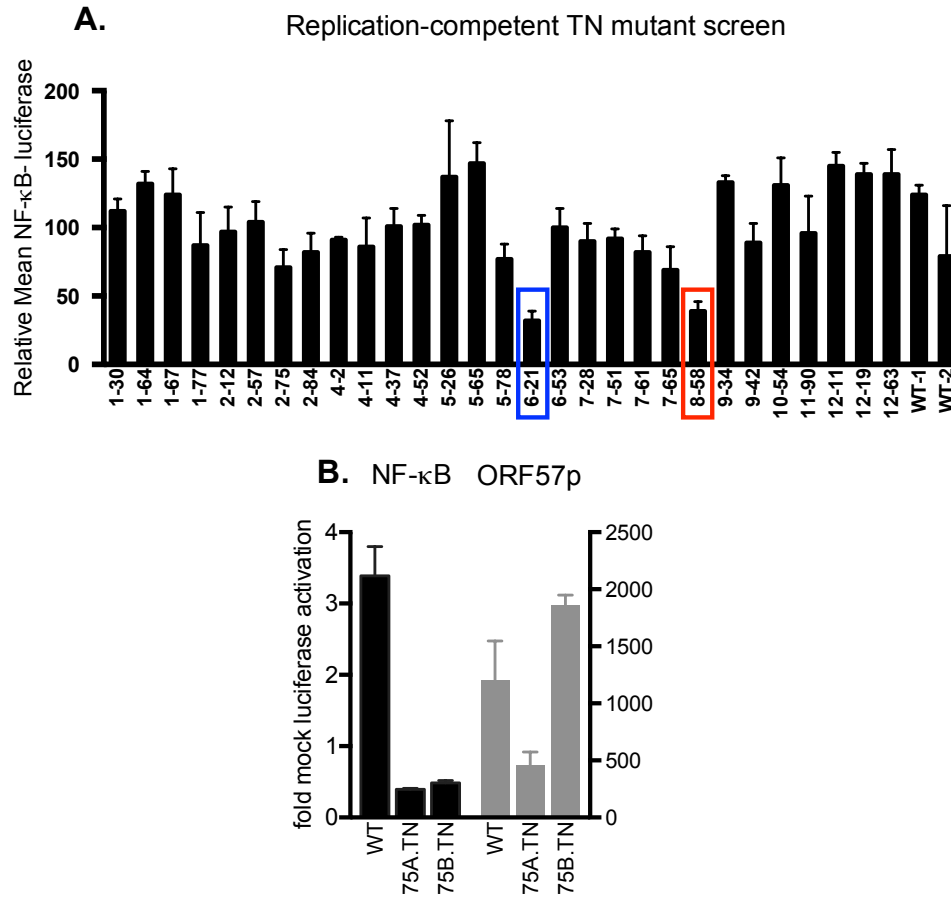 A. Replication-competent TN mutant screen
Relative Mean NF-κB- luciferase
200
150
100
50
0
1-30 1-64 1-67 1-77 2-12 2-57 2-75 2-84 4-2 4-11 4-37 4-52 5-26 5-65 5-78 6-21 6-53 7-28 7-51 7-61 7-65 8-58 9-34 9-42 10-54 11-90 12-11 12-19 12-63 WT-1 WT-2
B. NF-κB ORF57p
fold mock luciferase activation
4
3
2
1
0
2500
2000
1500
1000
500
0
WT 75A.TN 75B.TN WT 75A.TN 75B.TN